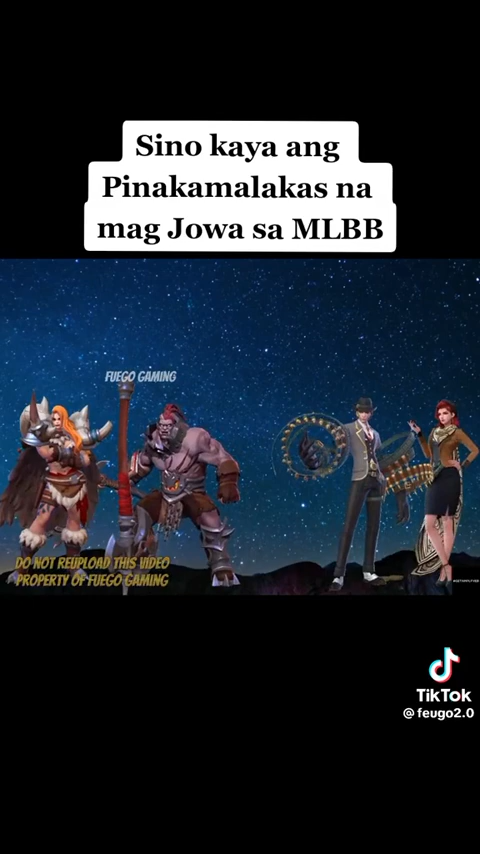 Sino kaya ang
Pinakamalakas na
mag Jowa sa MLBB
FUEGO GAMING
DO NOT REUPLOAD THIS VIDEO
PROPERTY OF FUEGO GAMING
TikTok
@feugo2.0